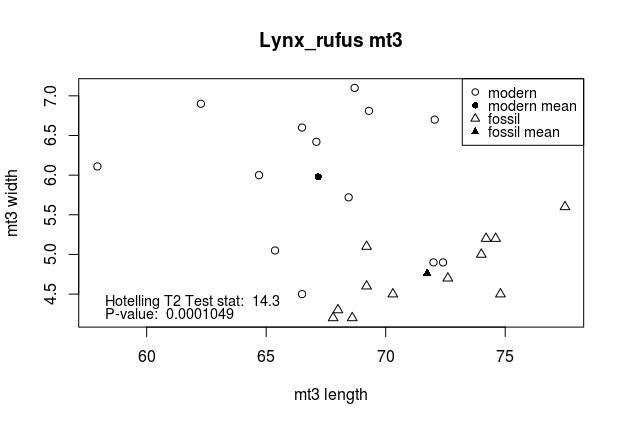 Lynx_rufus mt3
modern
modern mean
fossil
fossil mean
7.0
6.5
6.0
5.5
5.0
4.5
mt3 width
Hotelling T2 Test stat: 14.3
P-value: 0.0001049
60 65 70 75
mt3 length